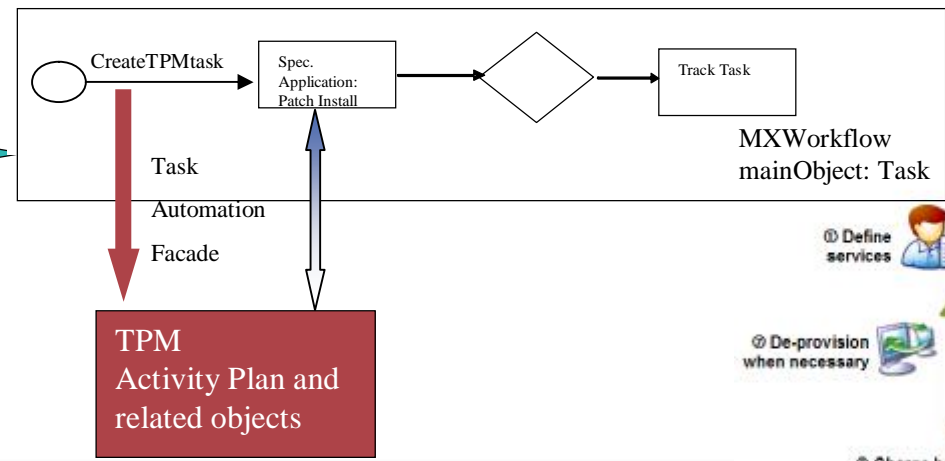 CreateTPMtask
Spec.
Application:
Patch Install
Track Task
MXWorkflow
mainObject: Task
Task
Automation
Facade
① Define
services
TPM
Activity Plan and
related objects
⑦ De-provision
when necessary